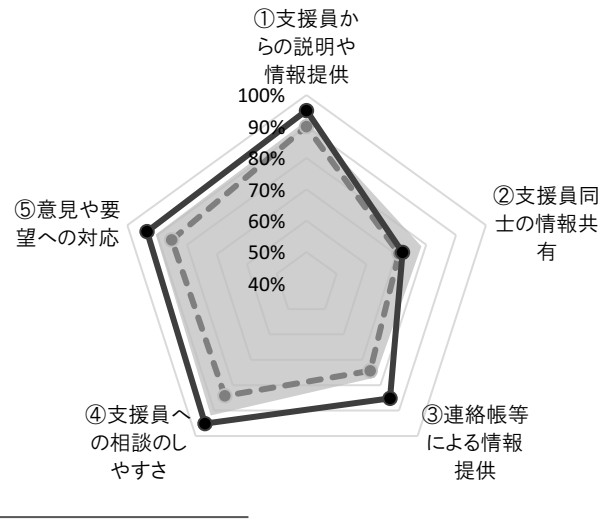 ①支援員か
らの説明や
情報提供
100%
90%
80%
70%
60%
50%
40%
②支援員同
士の情報共
有
③連絡帳等
による情報
提供
④支援員へ
の相談のし
やすさ
⑤意見や要
望への対応